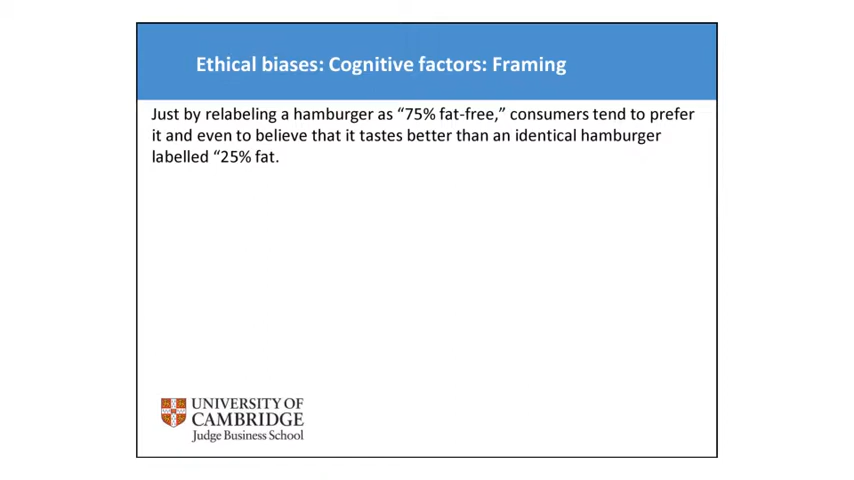 Ethical biases: Cognitive factors: Framing
Just by relabeling a hamburger as “75% fat-free,” consumers tend to prefer
it and even to believe that it tastes better than an identical hamburger
labelled “25% fat.
UNIVERSITY OF
CAMBRIDGE
Judge Business School